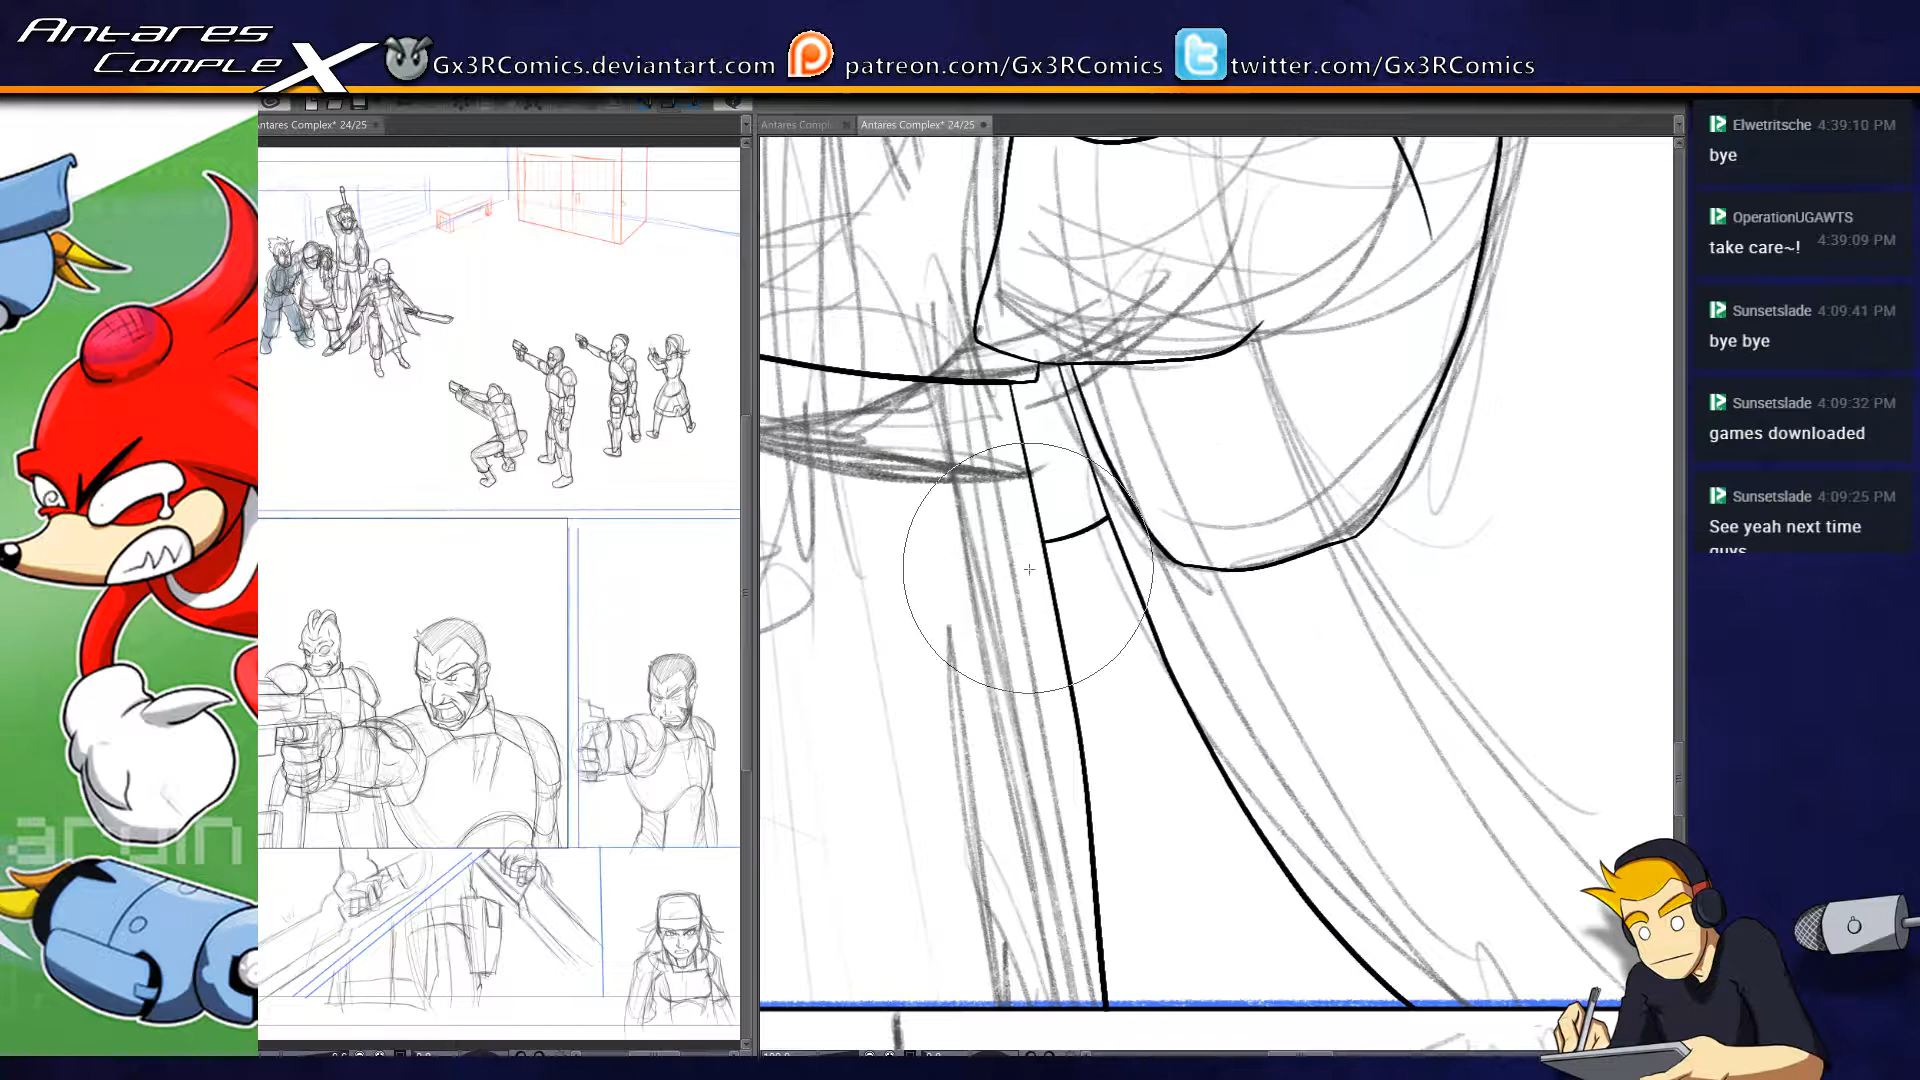 Antares
CompleX
Gx3RComics.deviantart.com
patreon.com/Gx3RComics
twitter.com/Gx3RComics
ntares Complex* 24/25
Antares Compl
Antares Complex* 24/25
Elwetritsche 4:39:10 PM
bye
OperationUGAWTS
take care~! 4:39:09 PM
Sunsetslade 4:09:41 PM
bye bye
Sunsetslade 4:09:32 PM
games downloaded
Sunsetslade 4:09:25 PM
See yeah next time
guys